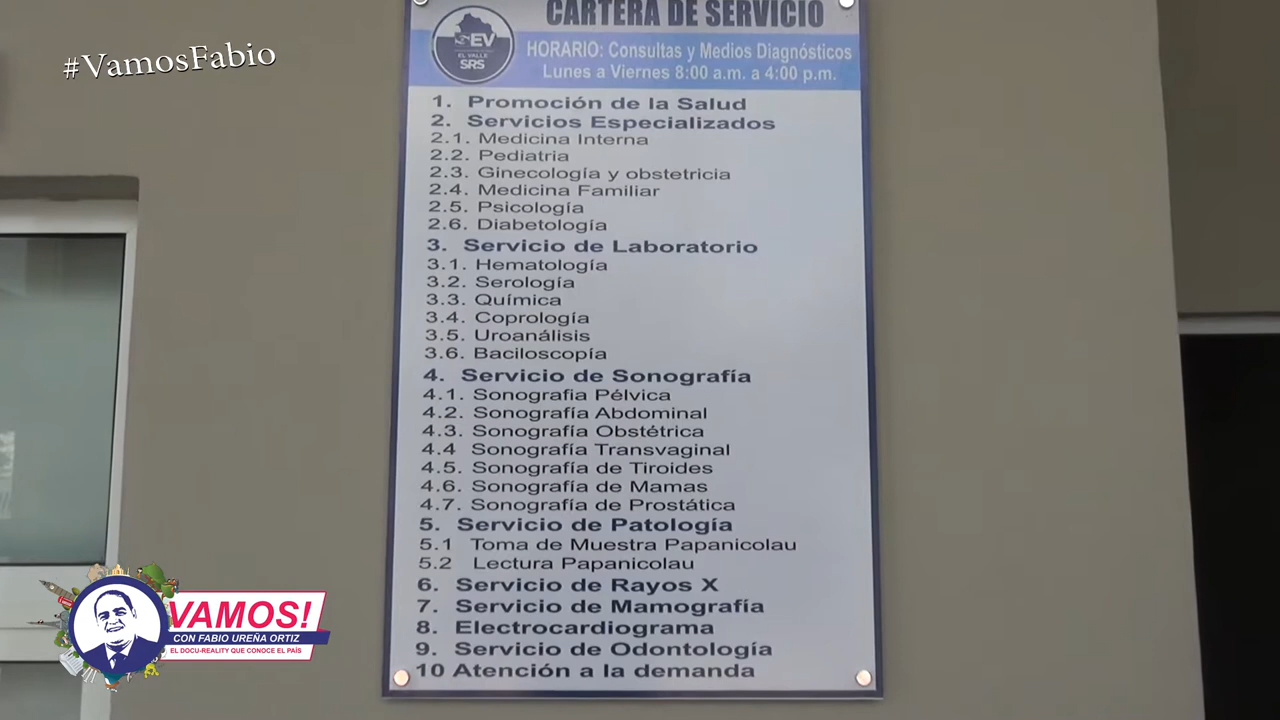 #VamosFabio
CARTERA DE SERVICIO
EV
EL VALLE
SRS
HORARIO: Consultas y Medios Diagnósticos
Lunes a Viernes 8:00 a.m. a 4:00 p.m.
1. Promoción de la Salud
2. Servicios Especializados
2.1. Medicina Interna
2.2. Pediatria
2.3. Ginecología y obstetricia
2.4. Medicina Familiar
2.5. Psicología
2.6. Diabetología
3. Servicio de Laboratorio
3.1. Hematología
3.2. Serología
3.3. Química
3.4. Coprología
3.5. Uroanálisis
3.6. Baciloscopía
4. Servicio de Sonografía
4.1. Sonografia Pélvica
4.2. Sonografía Abdominal
4.3. Sonografía Obstétrica
4.4 Sonografía Transvaginal
4.5. Sonografía de Tiroides
4.6. Sonografía de Mamas
4.7. Sonografía de Prostática
5. Servicio de Patología
5.1 Toma de Muestra Papanicolau
5.2 Lectura Papanicolau
6. Servicio de Rayos X
7. Servicio de Mamografía
8. Electrocardiograma
9. Servicio de Odontología
10 Atención a la demanda
VAMOS!
CON FABIO UREÑA ORTIZ
EL DOCU-REALITY QUE CONOCE EL PAÍS